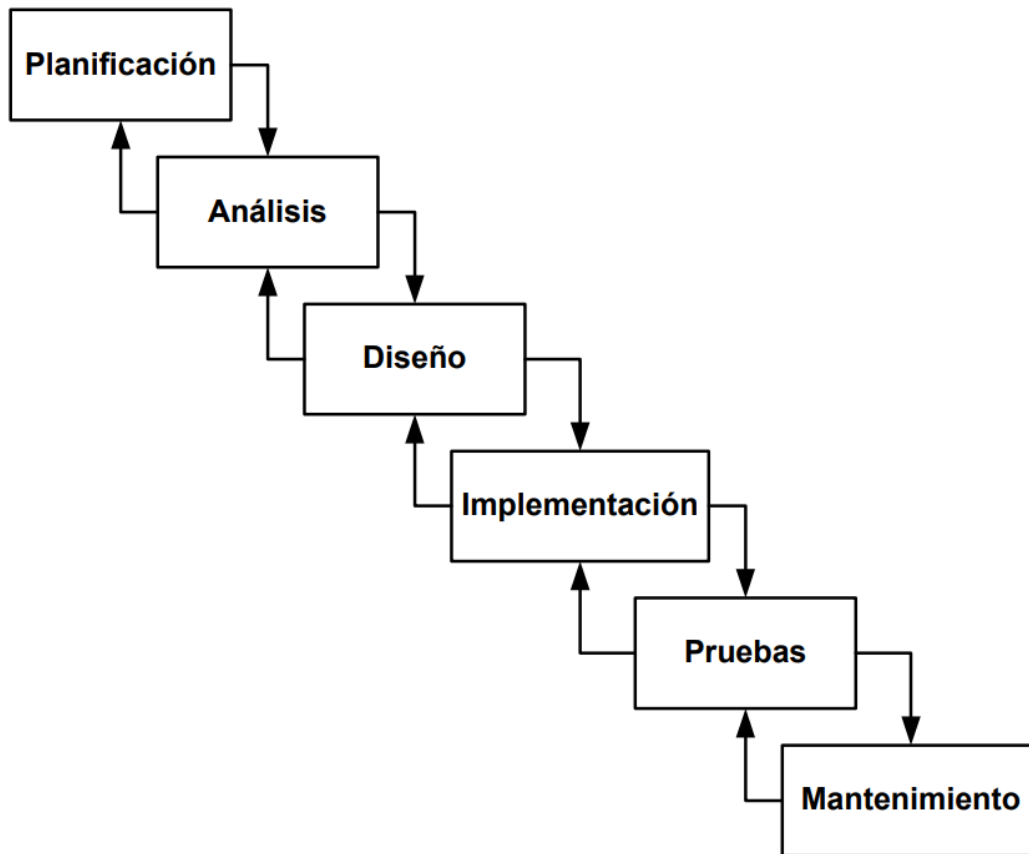 Planificación
Análisis
Diseño
Implementación
Pruebas
Mantenimiento